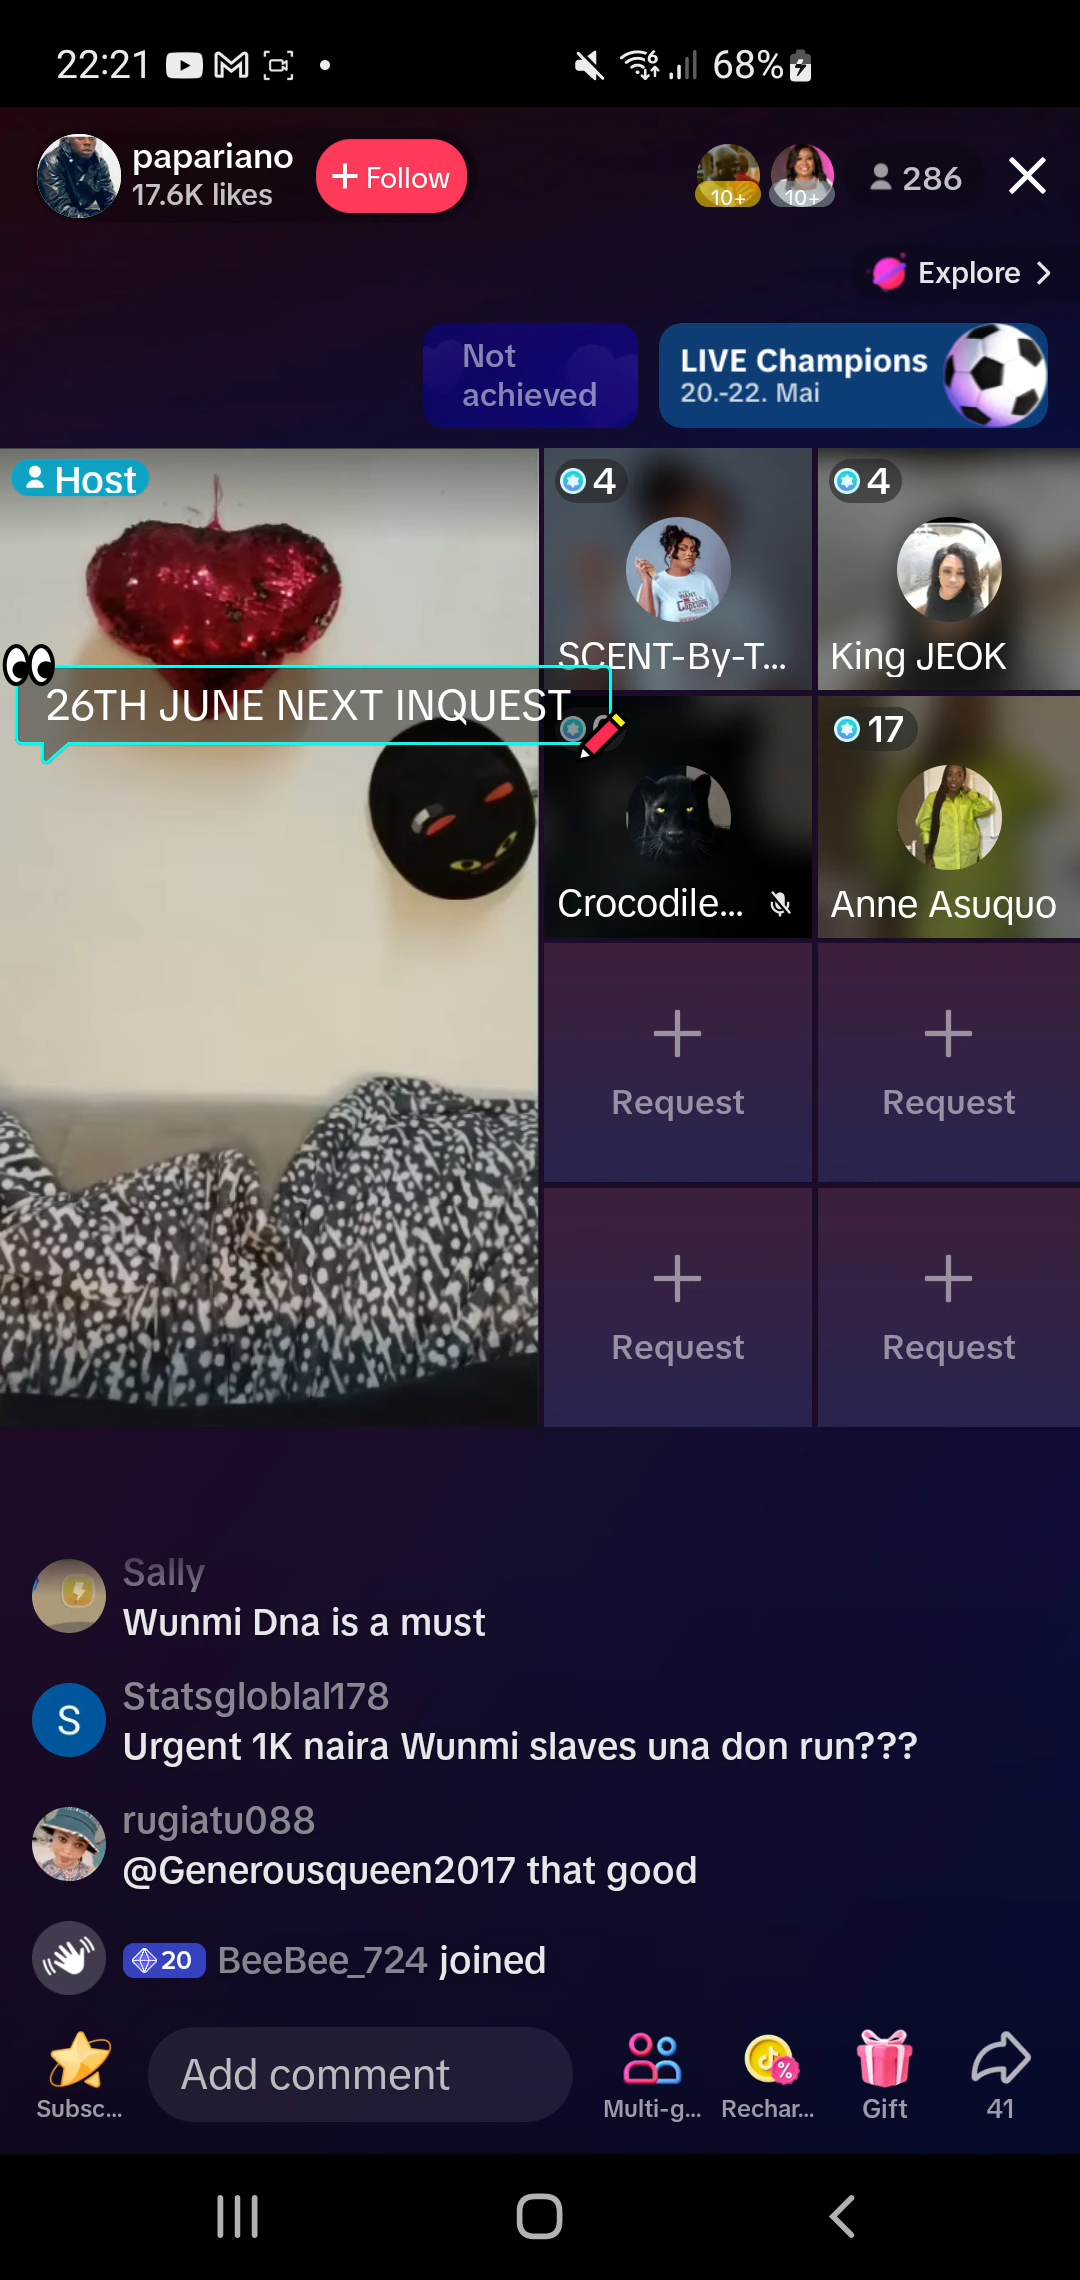 22:21
68%
papariano
17.6K likes
+ Follow
10+
10+
286
Explore
Not
achieved
LIVE Champions
20.-22. Mai
Host
4
4
SCENT-By-T...
King JEOK
26TH JUNE NEXT INQUEST
17
Crocodile...
Anne Asuquo
Request
Request
Request
Request
Sally
Wunmi Dna is a must
S
Statsgloblal178
Urgent 1K naira Wunmi slaves una don run???
rugiatu088
@Generousqueen2017 that good
20 BeeBee_724 joined
Add comment
Subsc...
Multi-g...
Rechar...
Gift
41